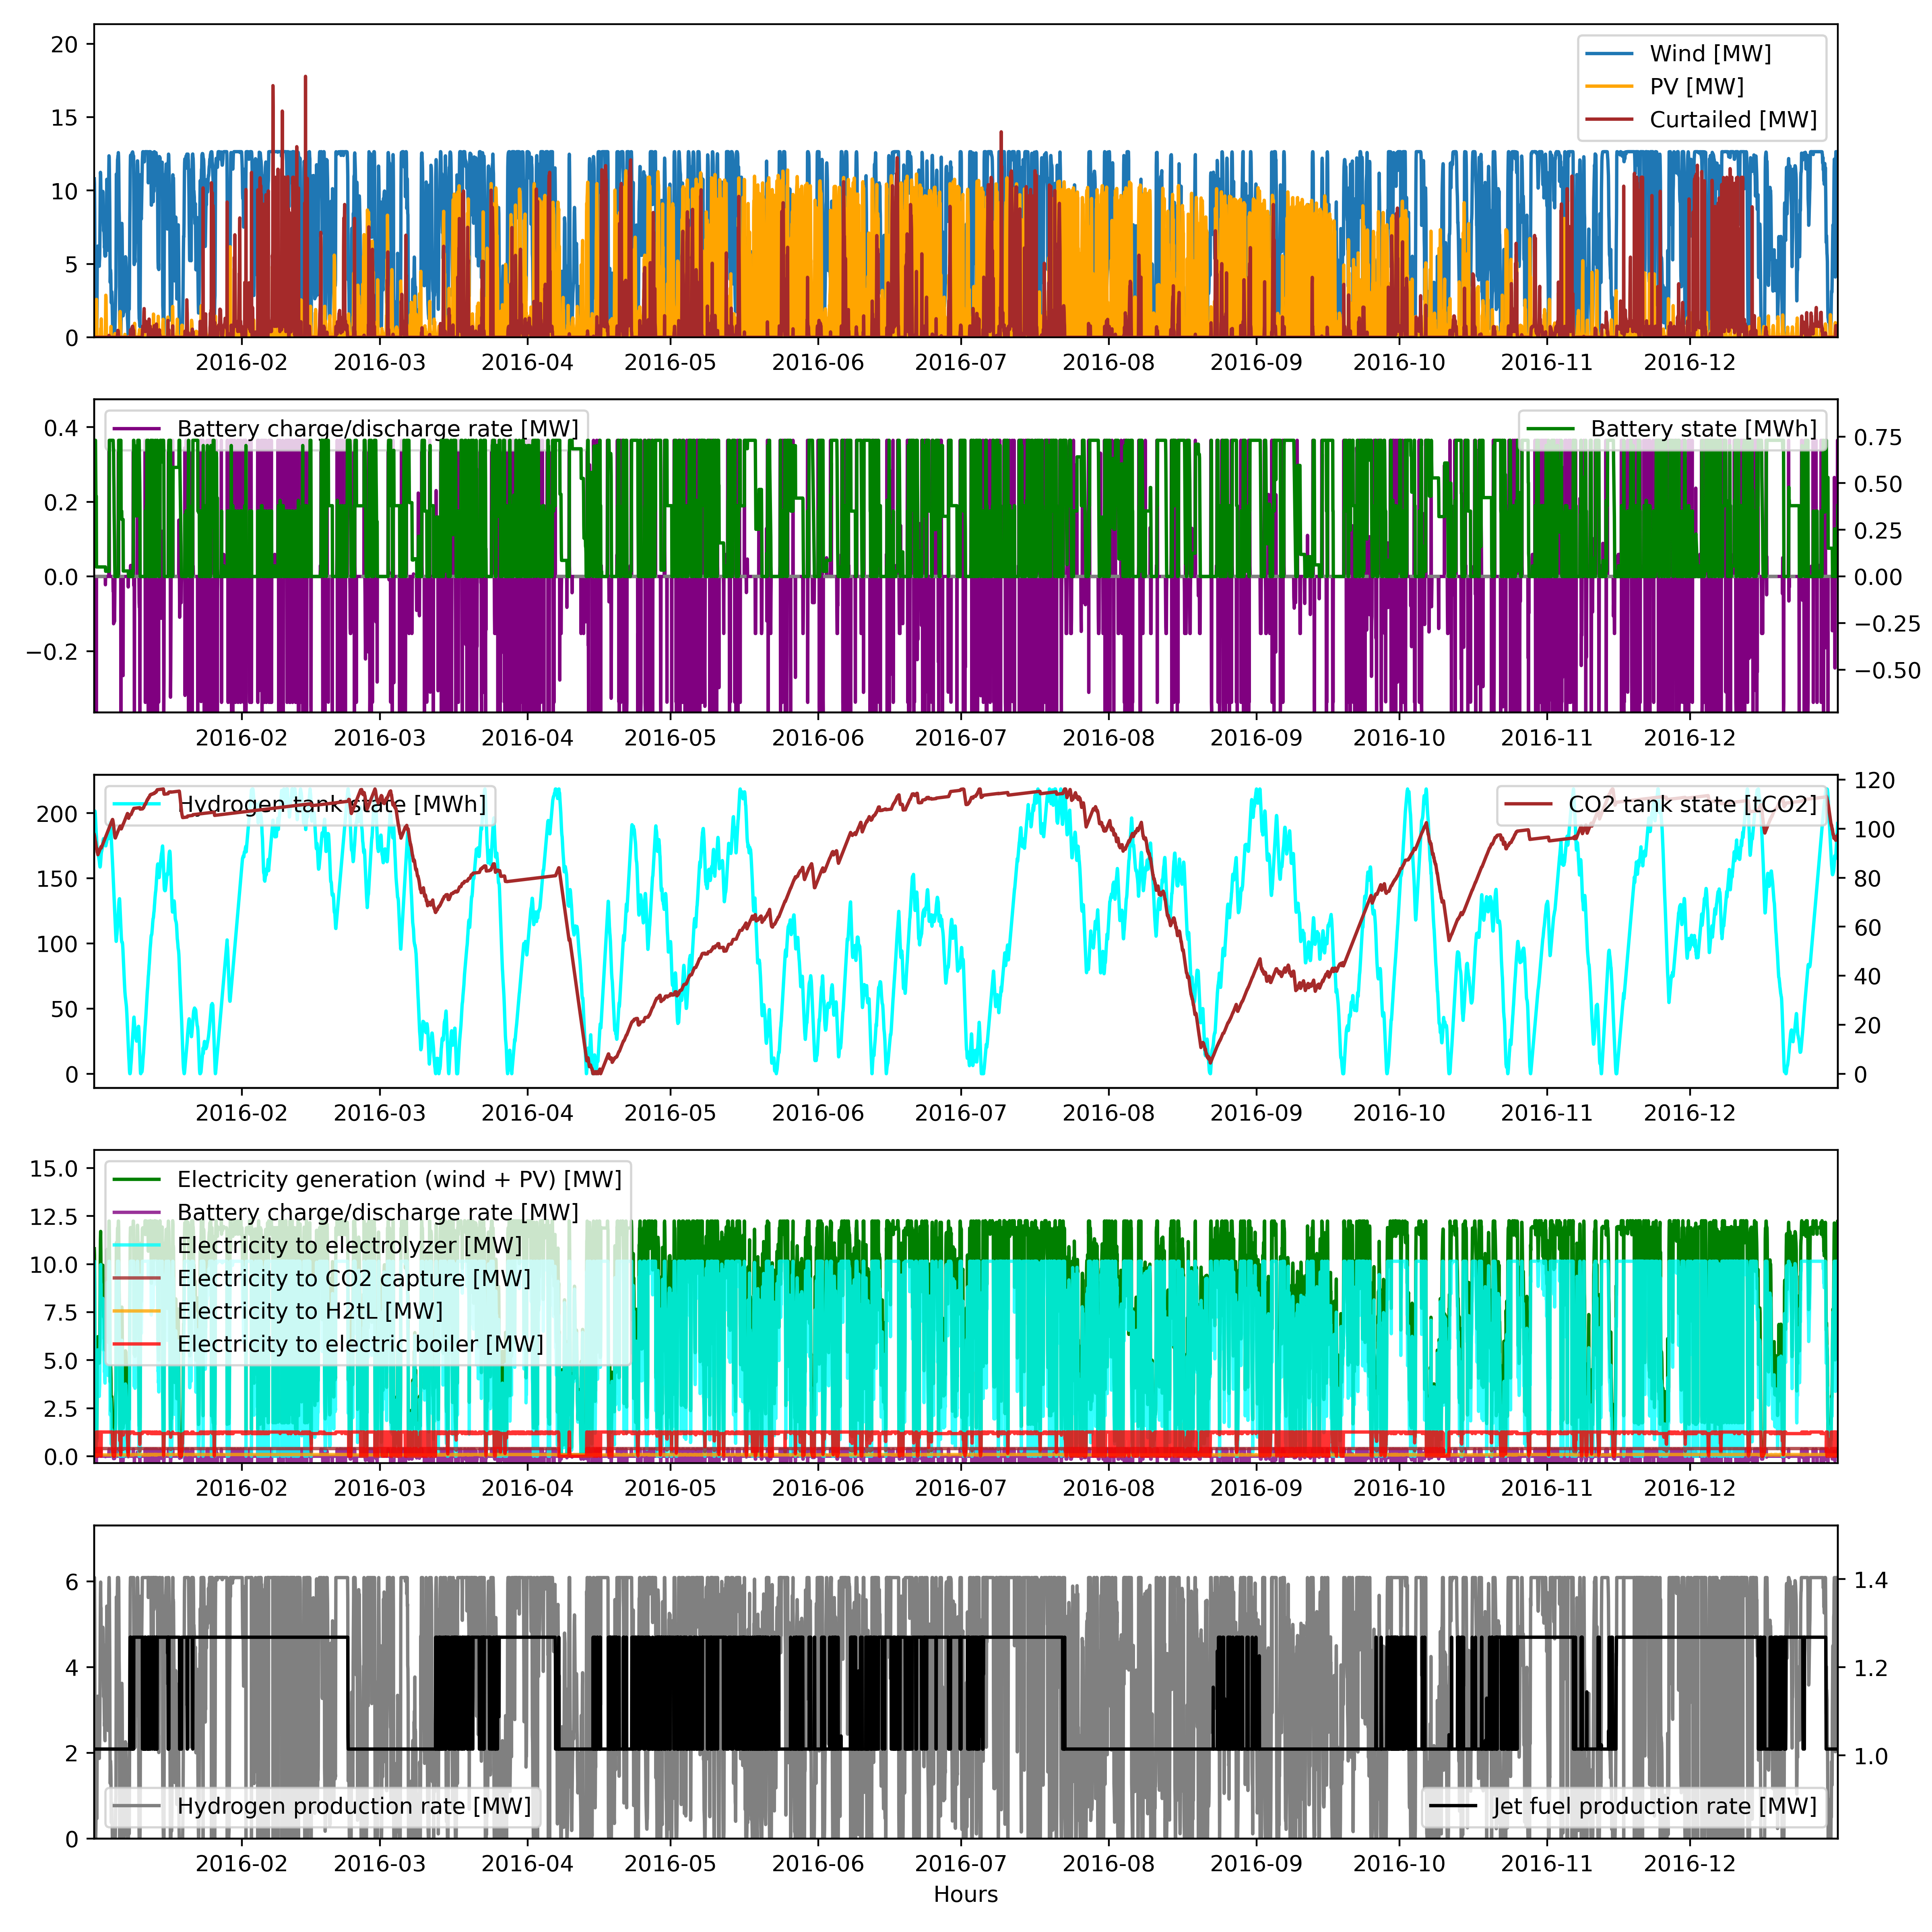 20
15
10
5
0
Wind [MW]
PV [MW]
Curtailed [MW]
2016-02 2016-03 2016-04 2016-05 2016-06 2016-07 2016-08 2016-09 2016-10 2016-11 2016-12
0.4
0.2
0.0
−0.2
Battery charge/discharge rate [MW]
Battery state [MWh]
0.75
0.50
0.25
0.00
−0.25
−0.50
2016-02 2016-03 2016-04 2016-05 2016-06 2016-07 2016-08 2016-09 2016-10 2016-11 2016-12
200
150
100
50
0
Hydrogen tank state [MWh]
CO2 tank state [tCO2]
120
100
80
60
40
20
0
2016-02 2016-03 2016-04 2016-05 2016-06 2016-07 2016-08 2016-09 2016-10 2016-11 2016-12
15.0
12.5
10.0
7.5
5.0
2.5
0.0
Electricity generation (wind + PV) [MW]
Battery charge/discharge rate [MW]
Electricity to electrolyzer [MW]
Electricity to CO2 capture [MW]
Electricity to H2tL [MW]
Electricity to electric boiler [MW]
2016-02 2016-03 2016-04 2016-05 2016-06 2016-07 2016-08 2016-09 2016-10 2016-11 2016-12
6
4
2
0
Hydrogen production rate [MW]
Jet fuel production rate [MW]
1.4
1.2
1.0
2016-02 2016-03 2016-04 2016-05 2016-06 2016-07 2016-08 2016-09 2016-10 2016-11 2016-12
Hours